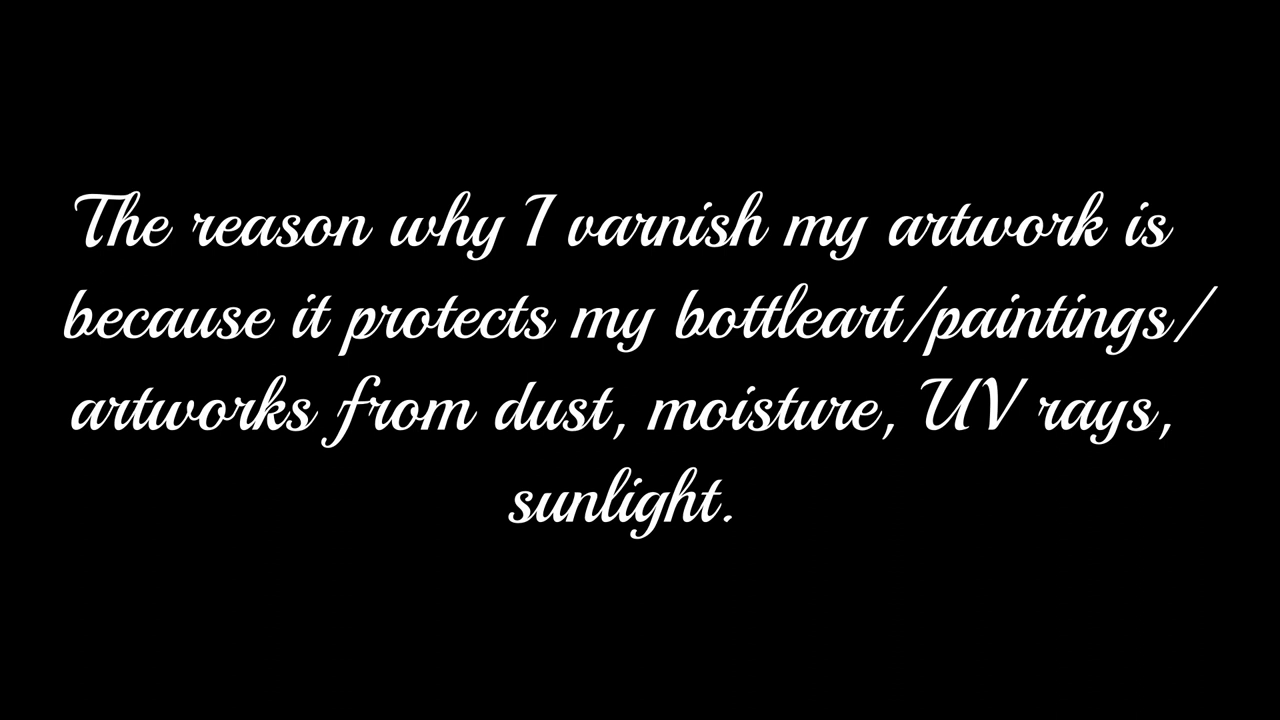 The reason why I varnish my artwork is
because it protects my bottleart/paintings/
artworks from dust, moisture, UV rays,
sunlight.